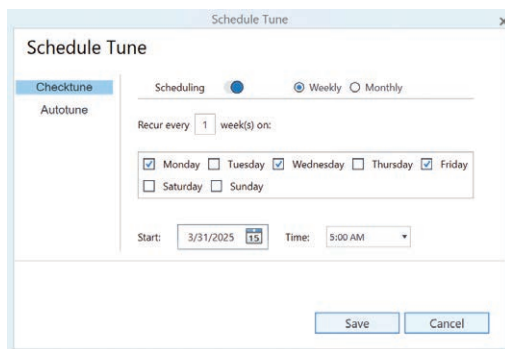 Schedule Tune
Schedule Tune
Checktune
Scheduling Weekly Monthly
Autotune
Recur every 1 week(s) on:
Monday Tuesday Wednesday Thursday Friday
Saturday Sunday
Start: 3/31/2025 15 Time: 5:00 AM
Save Cancel